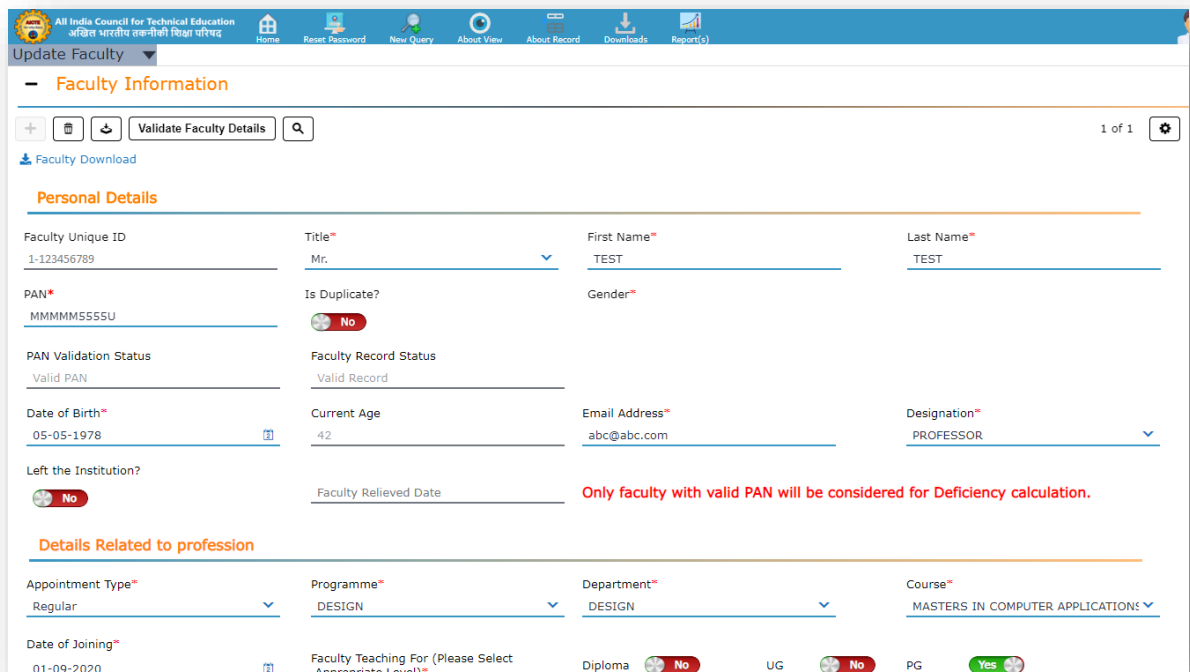 All India Council for Technical Education
अखिल भारतीय तकनीकी शिक्षा परिषद
AICTE
Home Reset Password New Query About View About Record Downloads Report(s)
Update Faculty
Faculty Information
Validate Faculty Details
1 of 1
Faculty Download
Personal Details
Faculty Unique ID Title* First Name* Last Name*
1-123456789 Mr. TEST TEST
PAN* Is Duplicate? Gender*
MMMMM5555U No
PAN Validation Status Faculty Record Status
Valid PAN Valid Record
Date of Birth* Current Age Email Address* Designation*
05-05-1978 42 abc@abc.com PROFESSOR
Left the Institution?
No Faculty Relieved Date Only faculty with valid PAN will be considered for Deficiency calculation.
Details Related to profession
Appointment Type* Programme* Department* Course*
Regular DESIGN DESIGN MASTERS IN COMPUTER APPLICATIONS
Date of Joining*
01-09-2020 Faculty Teaching For (Please Select Diploma No UG No PG Yes
Appropriate Level)*